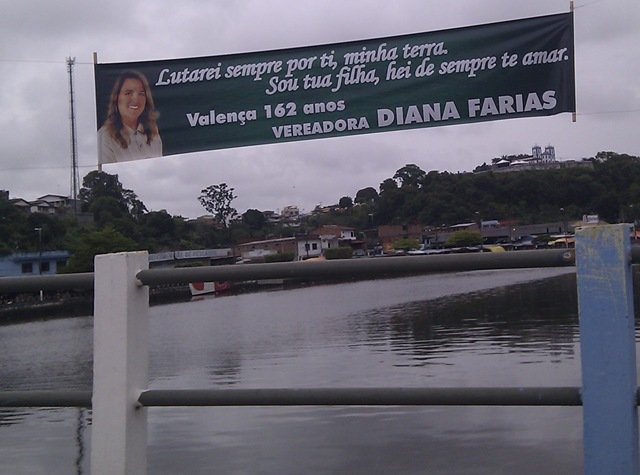 Lutarei sempre por ti, minha terra.
Sou tua filha, hei de sempre te amar.
Valença 162 anos
VEREADORA DIANA FARIAS